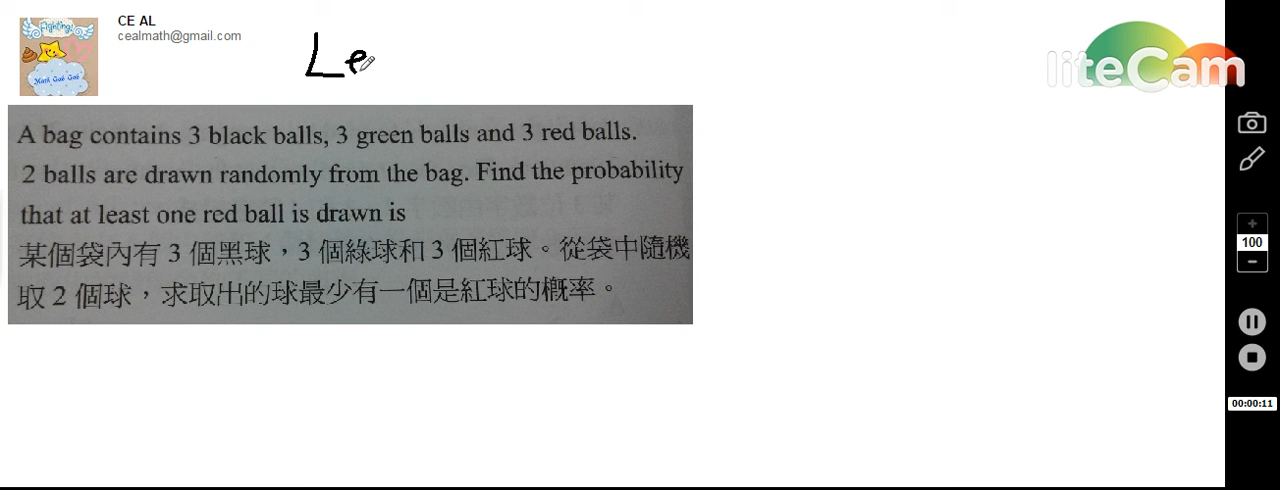 CE AL
cealmath@gmail.com
Fighting!
Math Gak Gak
Le
liteCam
A bag contains 3 black balls, 3 green balls and 3 red balls.
2 balls are drawn randomly from the bag. Find the probability
that at least one red ball is drawn is
某個袋內有 3 個黑球，3 個綠球和 3 個紅球。從袋中隨機
取 2 個球，求取出的球最少有一個是紅球的概率。
100
00:00:11